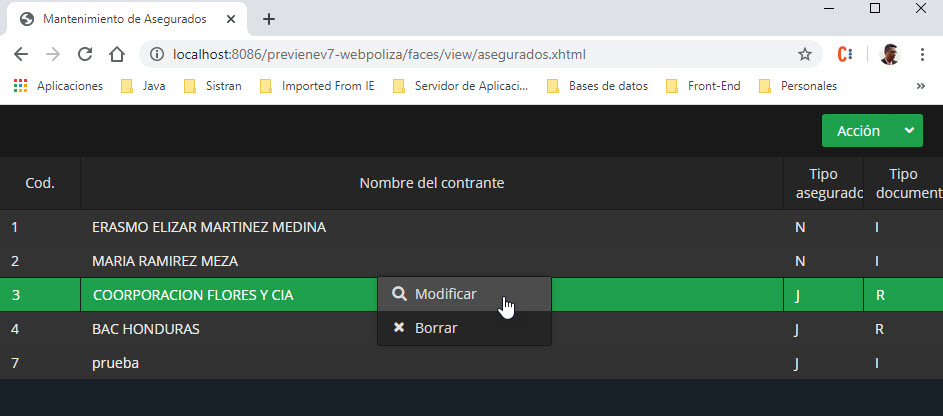 Mantenimiento de Asegurados
localhost:8086/previenev7-webpoliza/faces/view/asegurados.xhtml
Aplicaciones Java Sistran Imported From IE Servidor de Aplicaci... Bases de datos Front-End Personales »
Acción
Cod. Nombre del contrante Tipo asegurado Tipo document
1 ERASMO ELIZAR MARTINEZ MEDINA N I
2 MARIA RAMIREZ MEZA N I
3 COORPORACION FLORES Y CIA J R
Modificar
4 BAC HONDURAS J R
Borrar
7 prueba J I